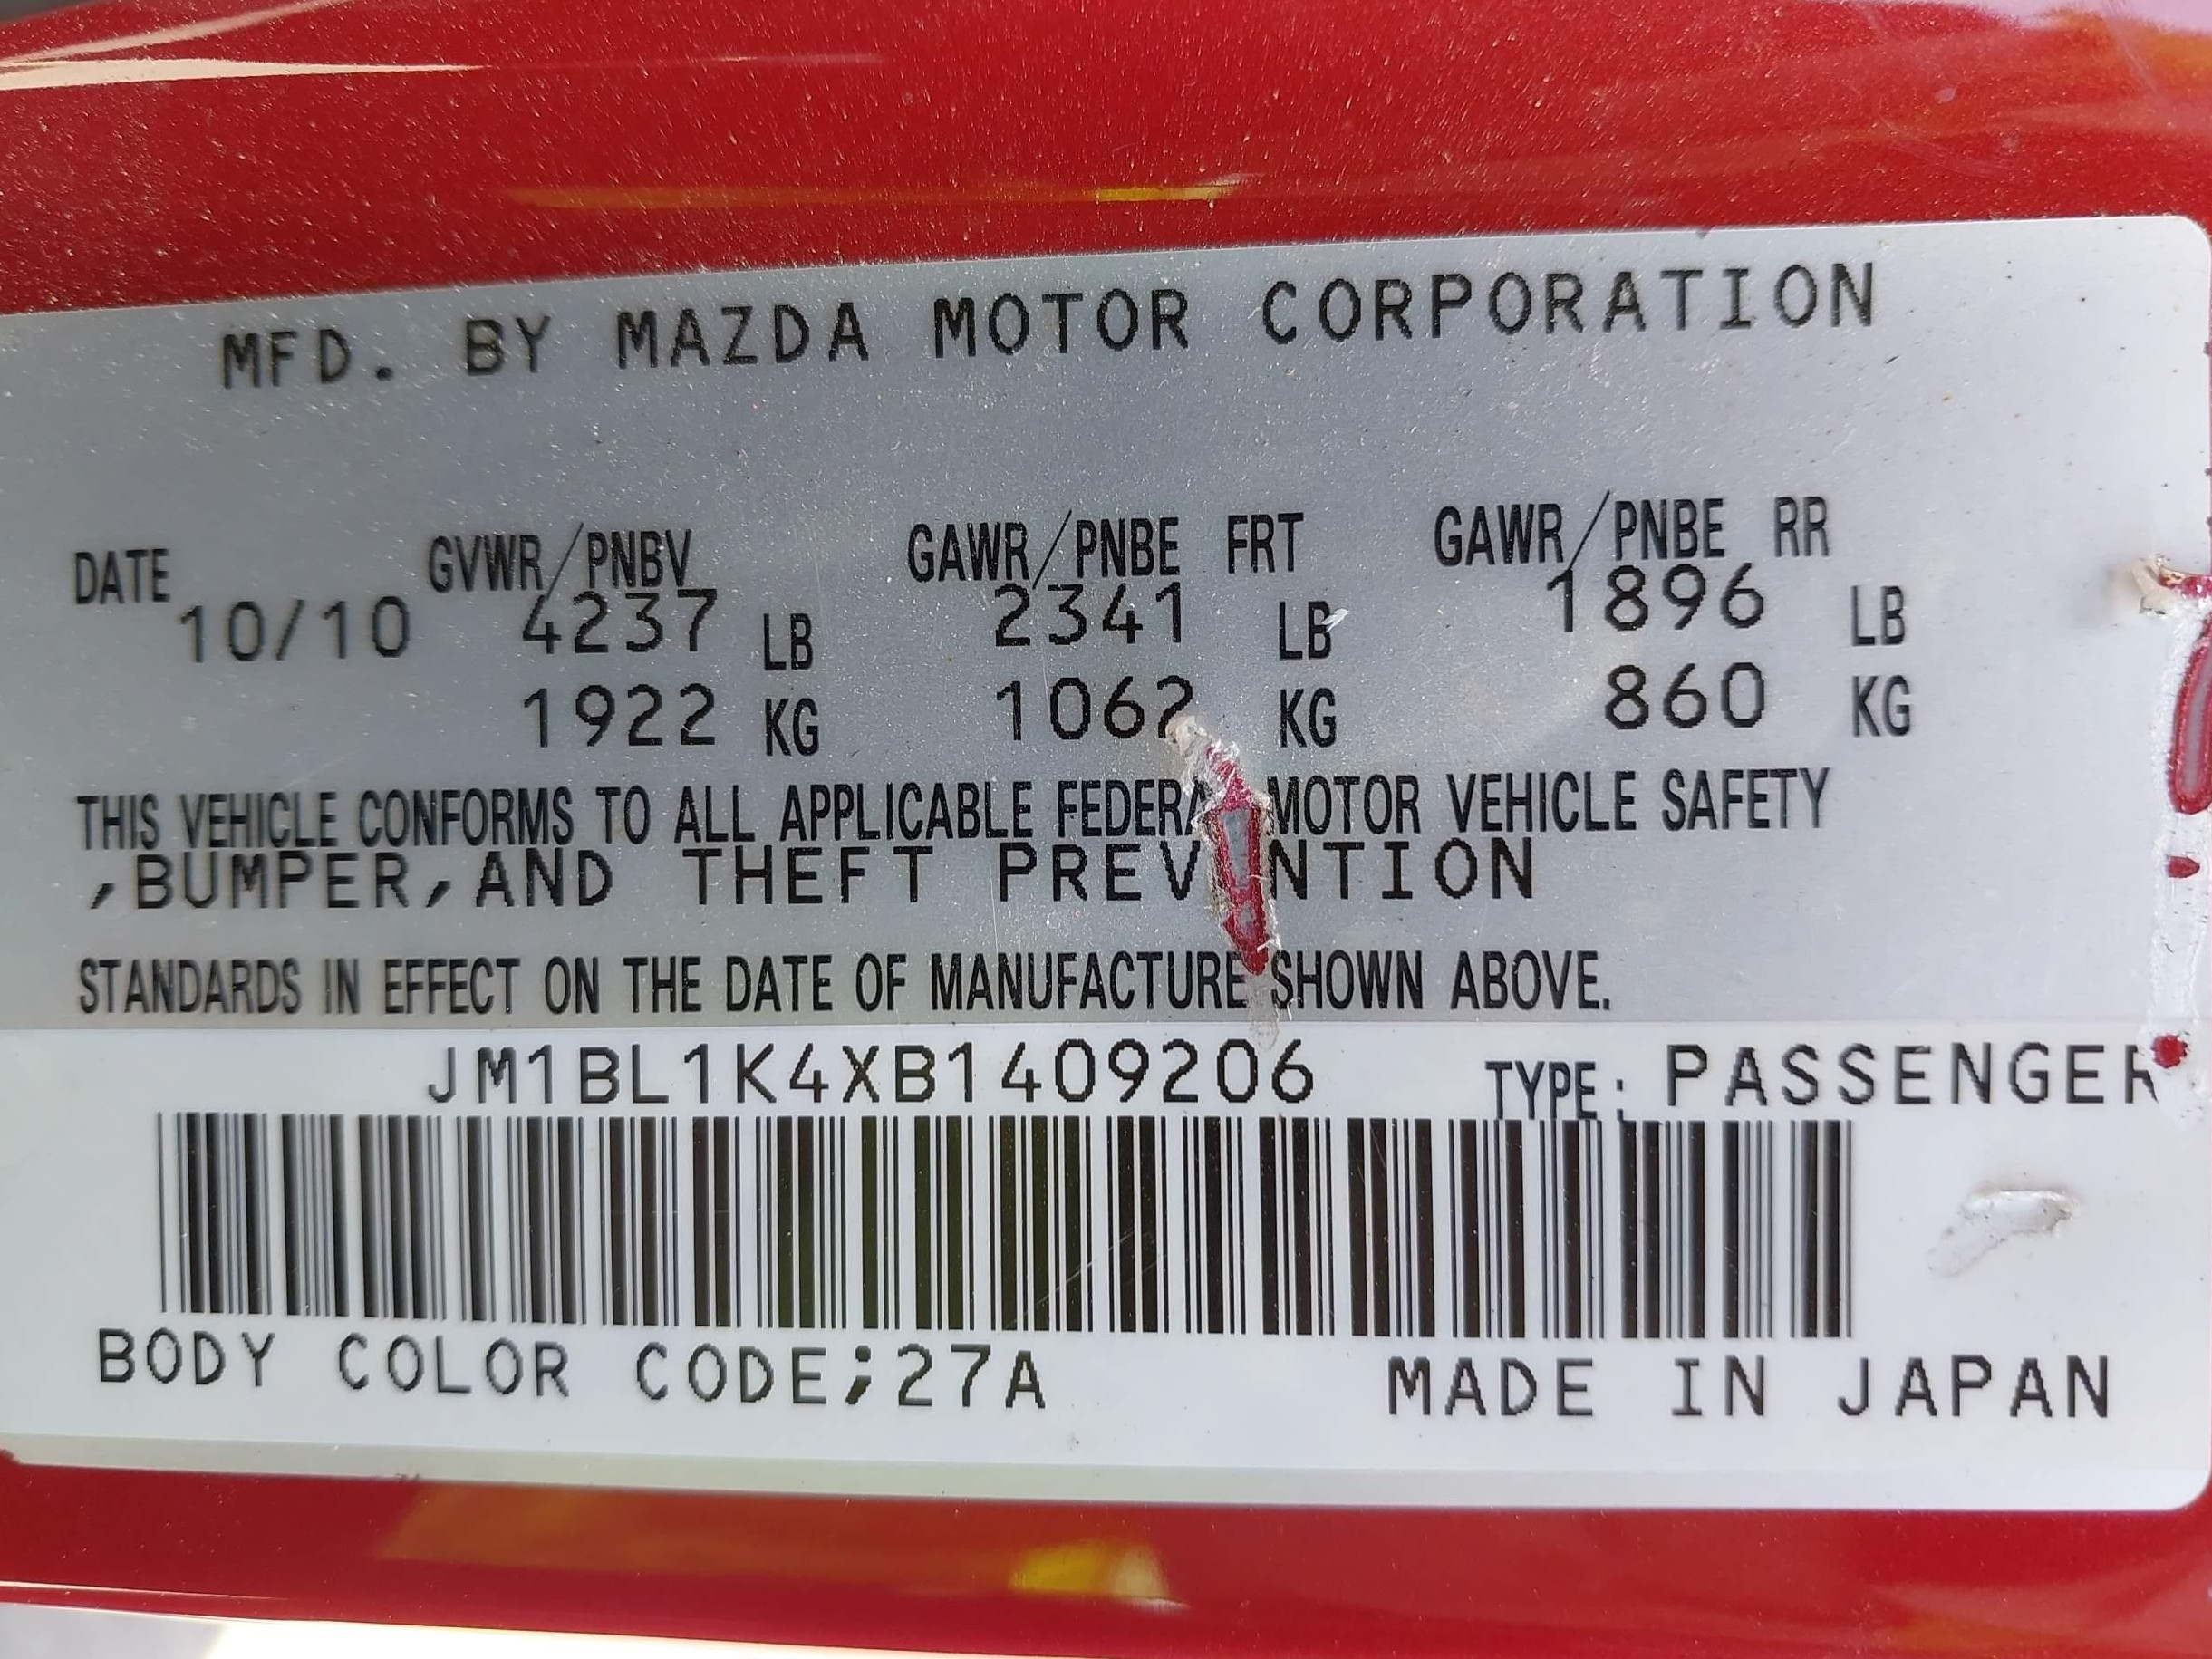 MFD. BY MAZDA MOTOR CORPORATION
DATE GVWR/PNBV GAWR/PNBE FRT GAWR/PNBE RR
10/10 4237 LB 2341 LB 1896 LB
1922 KG 1062 KG 860 KG
THIS VEHICLE CONFORMS TO ALL APPLICABLE FEDERAL MOTOR VEHICLE SAFETY
,BUMPER,AND THEFT PREVENTION
STANDARDS IN EFFECT ON THE DATE OF MANUFACTURE SHOWN ABOVE.
JM1BL1K4XB1409206 TYPE: PASSENGER
BODY COLOR CODE;27A MADE IN JAPAN